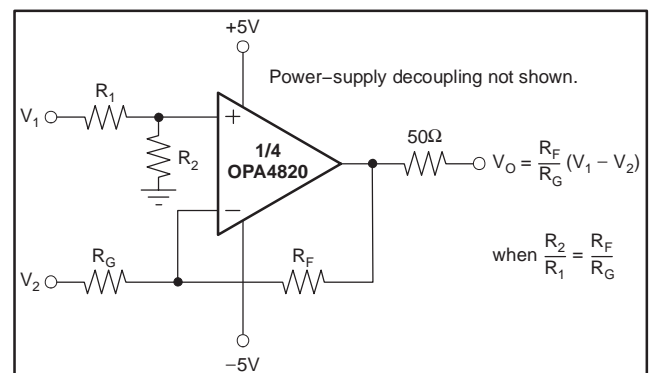 +5V
Power−supply decoupling not shown.
R1
V1
+
R2
1/4
OPA4820
50Ω
VO = RF/RG (V1 − V2)
−
when R2/R1 = RF/RG
RG
RF
V2
−5V